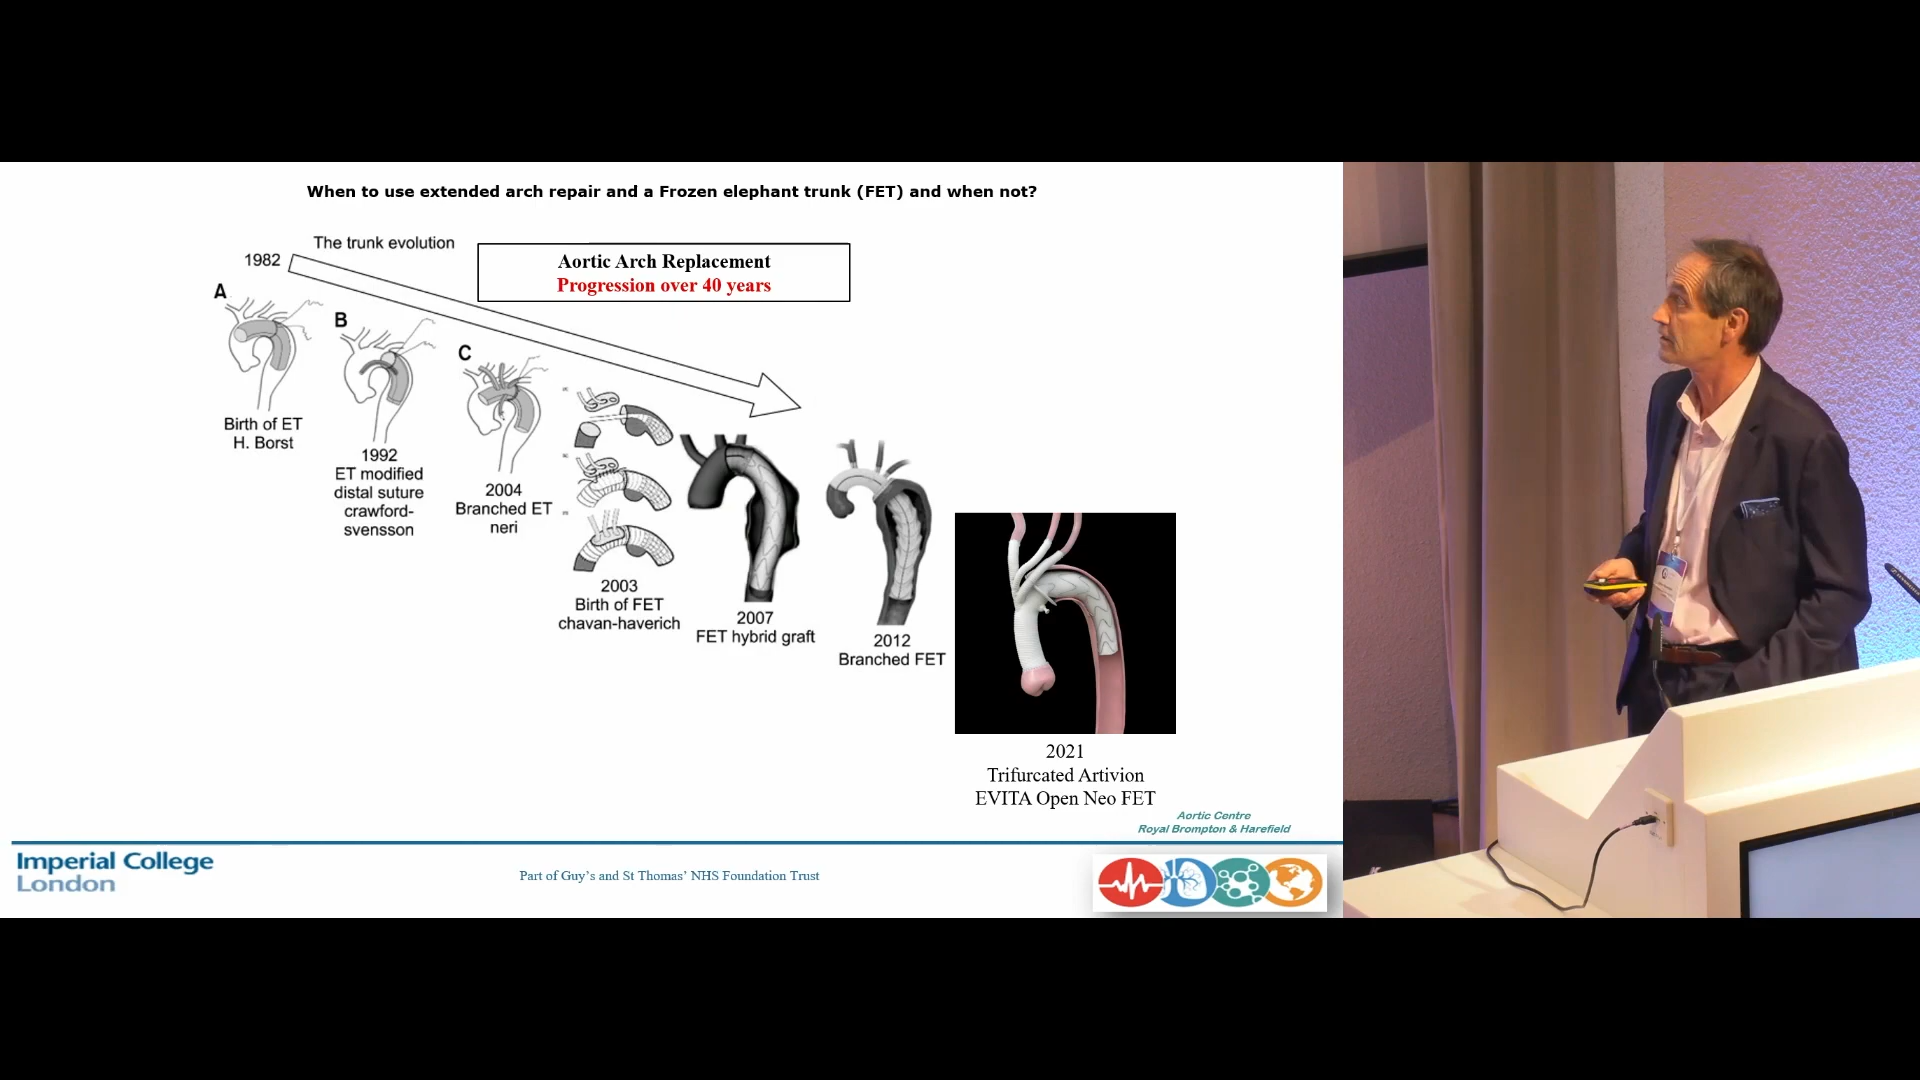 When to use extended arch repair and a Frozen elephant trunk (FET) and when not?
The trunk evolution
1982
Aortic Arch Replacement
Progression over 40 years
A
Birth of ET
H. Borst
B
1992
ET modified
distal suture
crawford-
svensson
C
2004
Branched ET
neri
2003
Birth of FET
chavan-haverich
2007
FET hybrid graft
2012
Branched FET
2021
Trifurcated Artivion
EVITA Open Neo FET
Aortic Centre
Royal Brompton & Harefield
Imperial College
London
Part of Guy's and St Thomas' NHS Foundation Trust